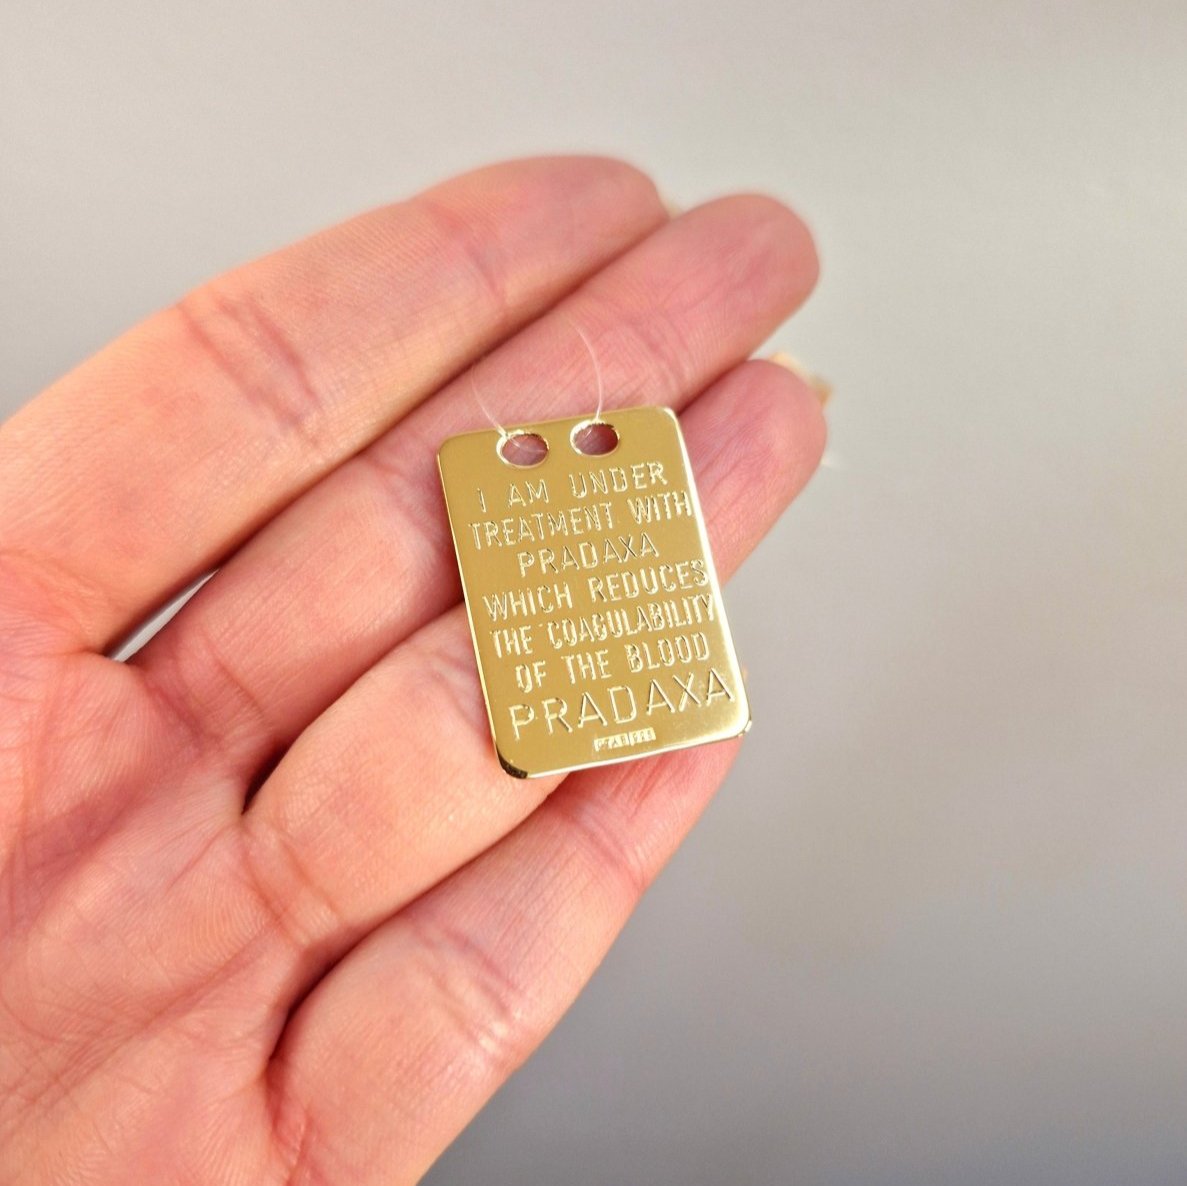 I AM UNDER
TREATMENT WITH
PRADAXA
WHICH REDUCES
THE COAGULABILITY
OF THE BLOOD
PRADAXA